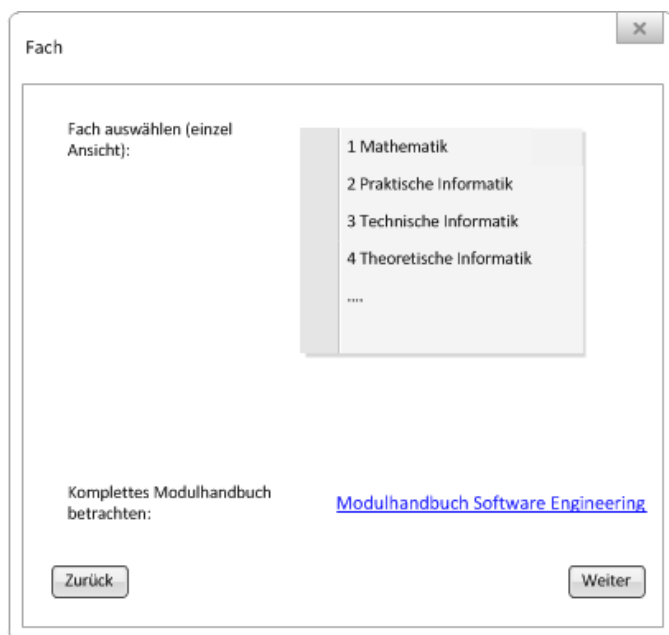 Fach
Fach auswählen (einzel
Ansicht):
1 Mathematik
2 Praktische Informatik
3 Technische Informatik
4 Theoretische Informatik
....
Komplettes Modulhandbuch
betrachten:
Modulhandbuch Software Engineering
Zurück
Weiter